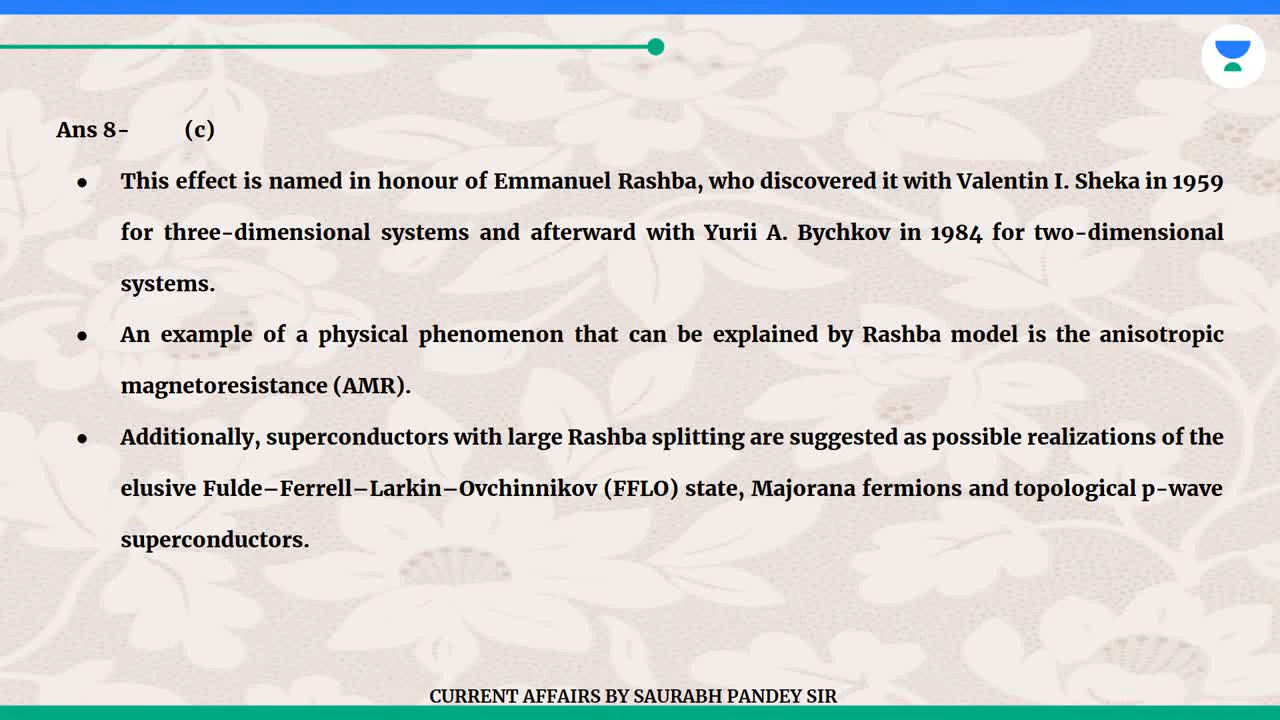 Ans 8- (c)
● This effect is named in honour of Emmanuel Rashba, who discovered it with Valentin I. Sheka in 1959
for three-dimensional systems and afterward with Yurii A. Bychkov in 1984 for two-dimensional
systems.
● An example of a physical phenomenon that can be explained by Rashba model is the anisotropic
magnetoresistance (AMR).
● Additionally, superconductors with large Rashba splitting are suggested as possible realizations of the
elusive Fulde–Ferrell–Larkin–Ovchinnikov (FFLO) state, Majorana fermions and topological p-wave
superconductors.
CURRENT AFFAIRS BY SAURABH PANDEY SIR